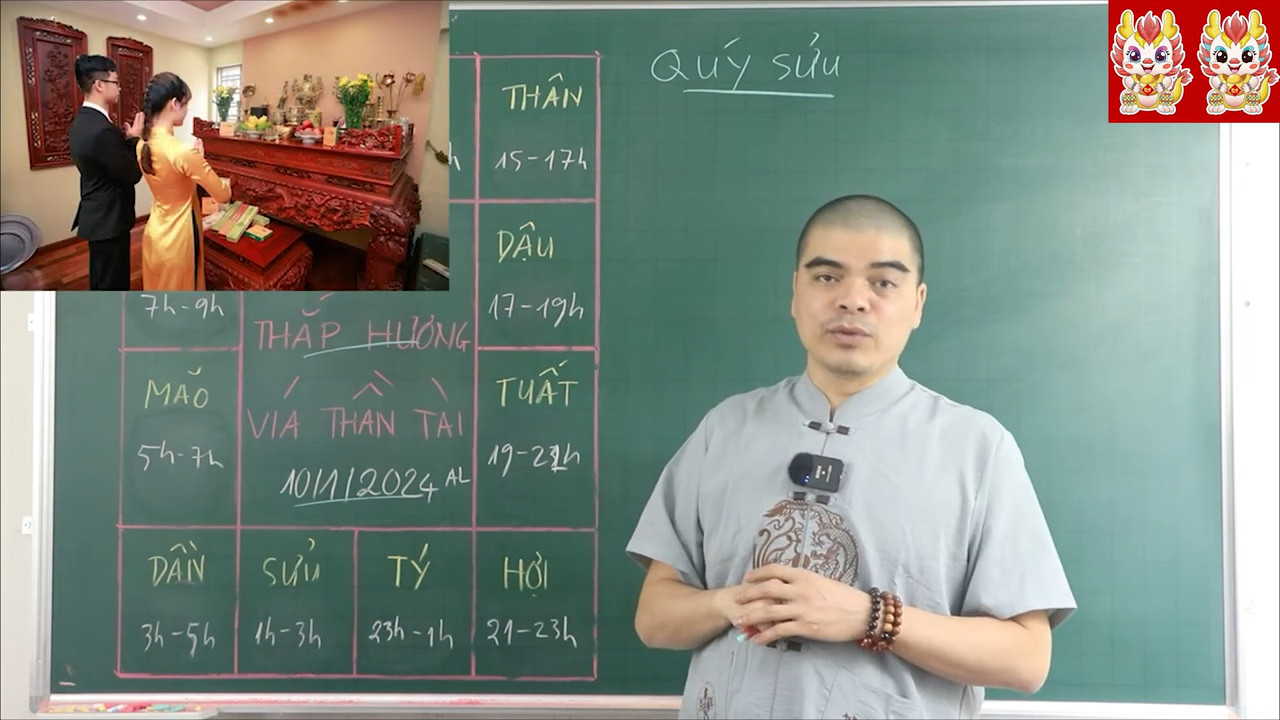 QUÝ SỬU
THÂN
15-17h
h
DẬU
17-19h
7h-9h
THẮP HƯƠNG
VÍA THẦN TÀI
10/1/2024 AL
MÃO
5h-7h
TUẤT
19-21h
DẦN
3h-5h
SỬU
1h-3h
TÝ
23h-1h
HỢI
21-23h